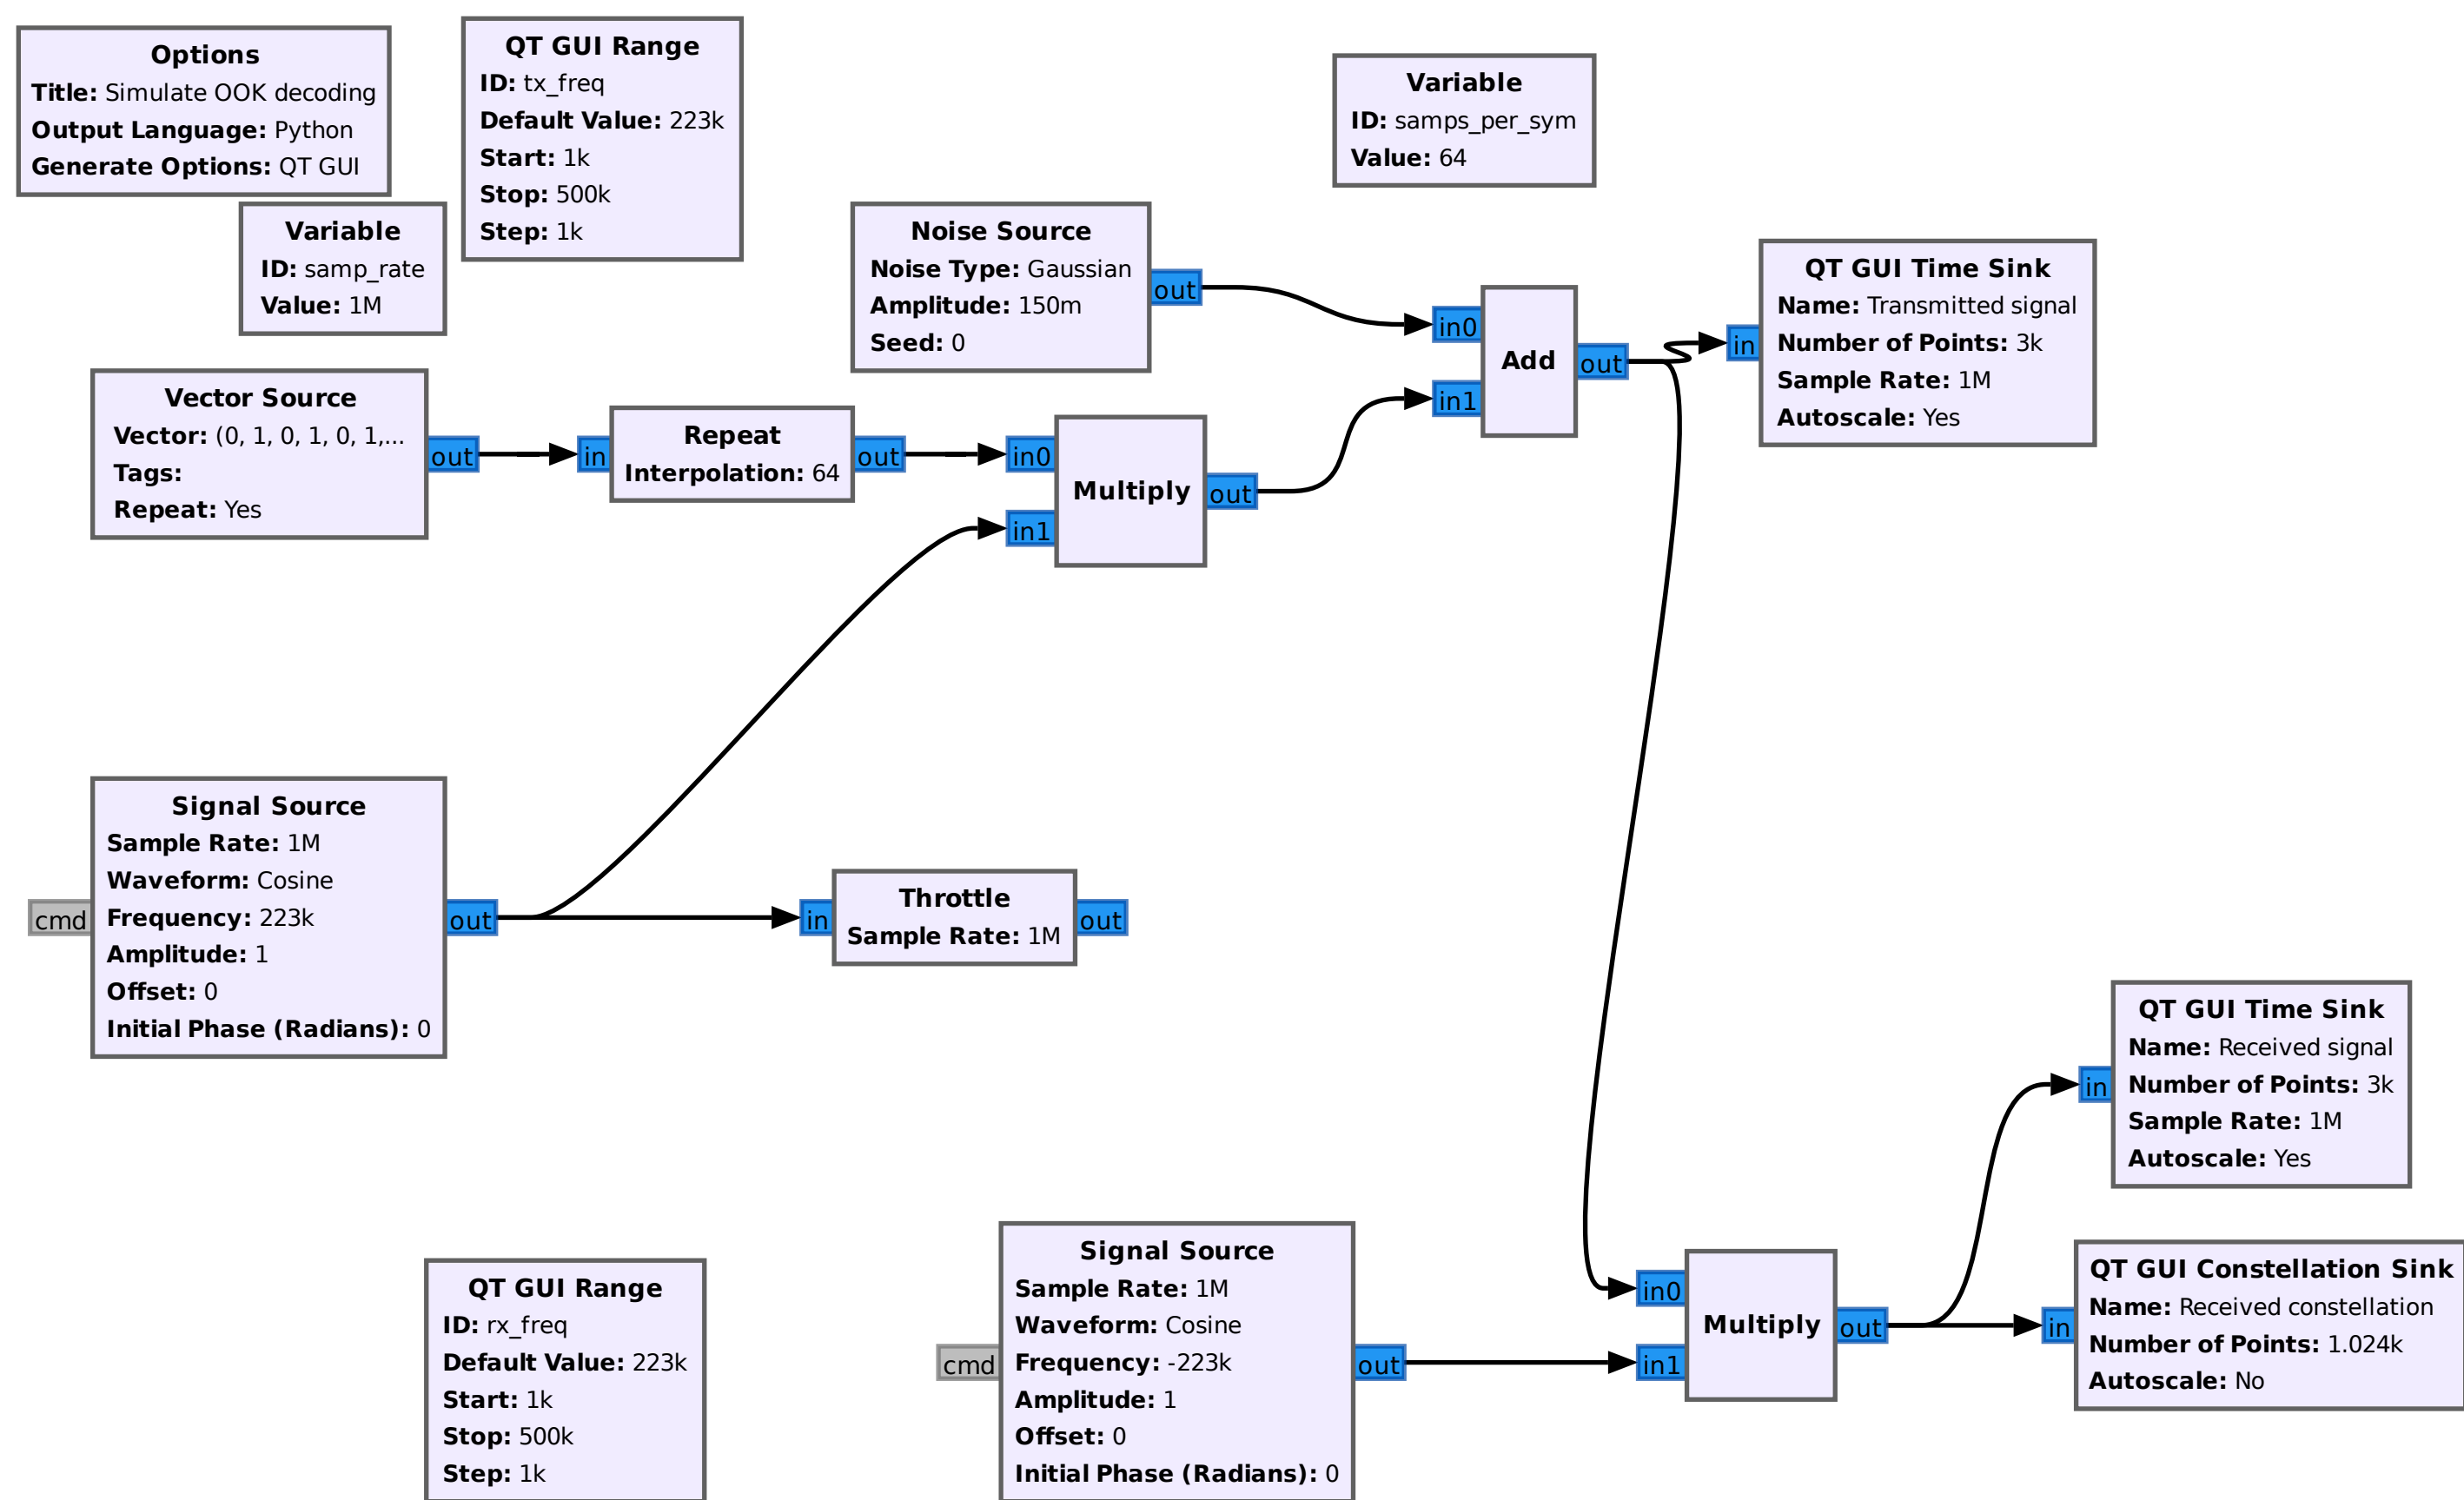 Options
Title: Simulate OOK decoding
Output Language: Python
Generate Options: QT GUI
QT GUI Range
ID: tx_freq
Default Value: 223k
Start: 1k
Stop: 500k
Step: 1k
Variable
ID: samps_per_sym
Value: 64
Variable
ID: samp_rate
Value: 1M
Noise Source
Noise Type: Gaussian
Amplitude: 150m
Seed: 0
out
in0
in1
Add
out
in
QT GUI Time Sink
Name: Transmitted signal
Number of Points: 3k
Sample Rate: 1M
Autoscale: Yes
Vector Source
Vector: (0, 1, 0, 1, 0, 1,...
Tags:
Repeat: Yes
out
in
Repeat
Interpolation: 64
out
in0
in1
Multiply
out
cmd
Signal Source
Sample Rate: 1M
Waveform: Cosine
Frequency: 223k
Amplitude: 1
Offset: 0
Initial Phase (Radians): 0
out
in
Throttle
Sample Rate: 1M
out
QT GUI Time Sink
Name: Received signal
Number of Points: 3k
Sample Rate: 1M
Autoscale: Yes
in
QT GUI Range
ID: rx_freq
Default Value: 223k
Start: 1k
Stop: 500k
Step: 1k
cmd
Signal Source
Sample Rate: 1M
Waveform: Cosine
Frequency: -223k
Amplitude: 1
Offset: 0
Initial Phase (Radians): 0
out
in0
in1
Multiply
out
in
QT GUI Constellation Sink
Name: Received constellation
Number of Points: 1.024k
Autoscale: No